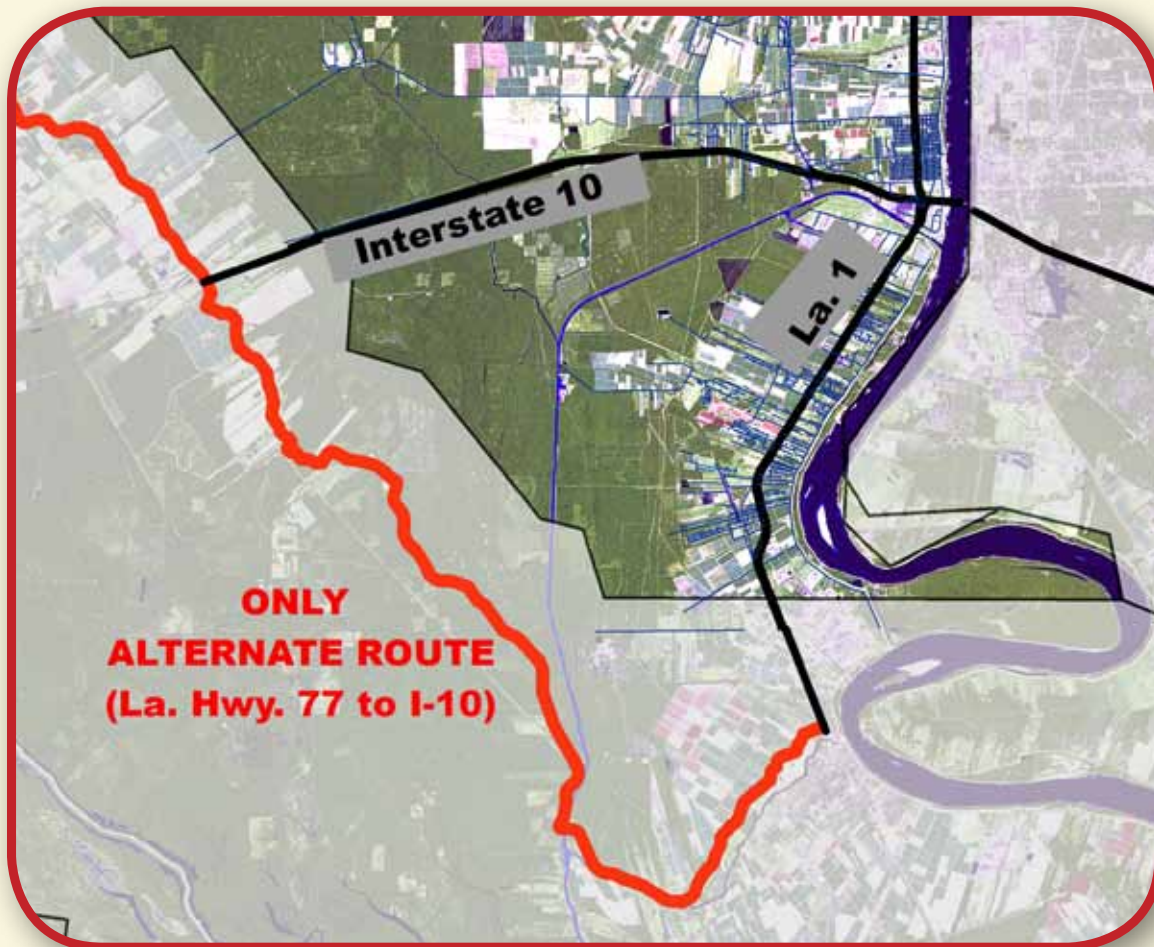 Interstate 10
La. 1
ONLY
ALTERNATE ROUTE
(La. Hwy. 77 to I-10)